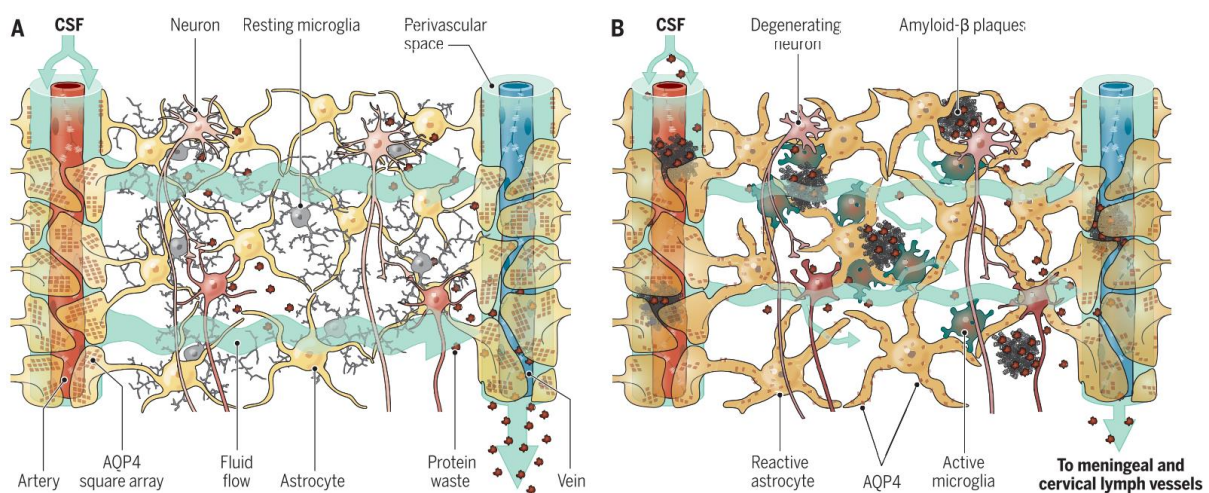 A
CSF
Neuron
Resting microglia
Perivascular
space
Artery
AQP4
square array
Fluid
flow
Astrocyte
Protein
waste
Vein
B
CSF
Degenerating
neuron
Amyloid-β plaques
Reactive
astrocyte
AQP4
Active
microglia
To meningeal and
cervical lymph vessels